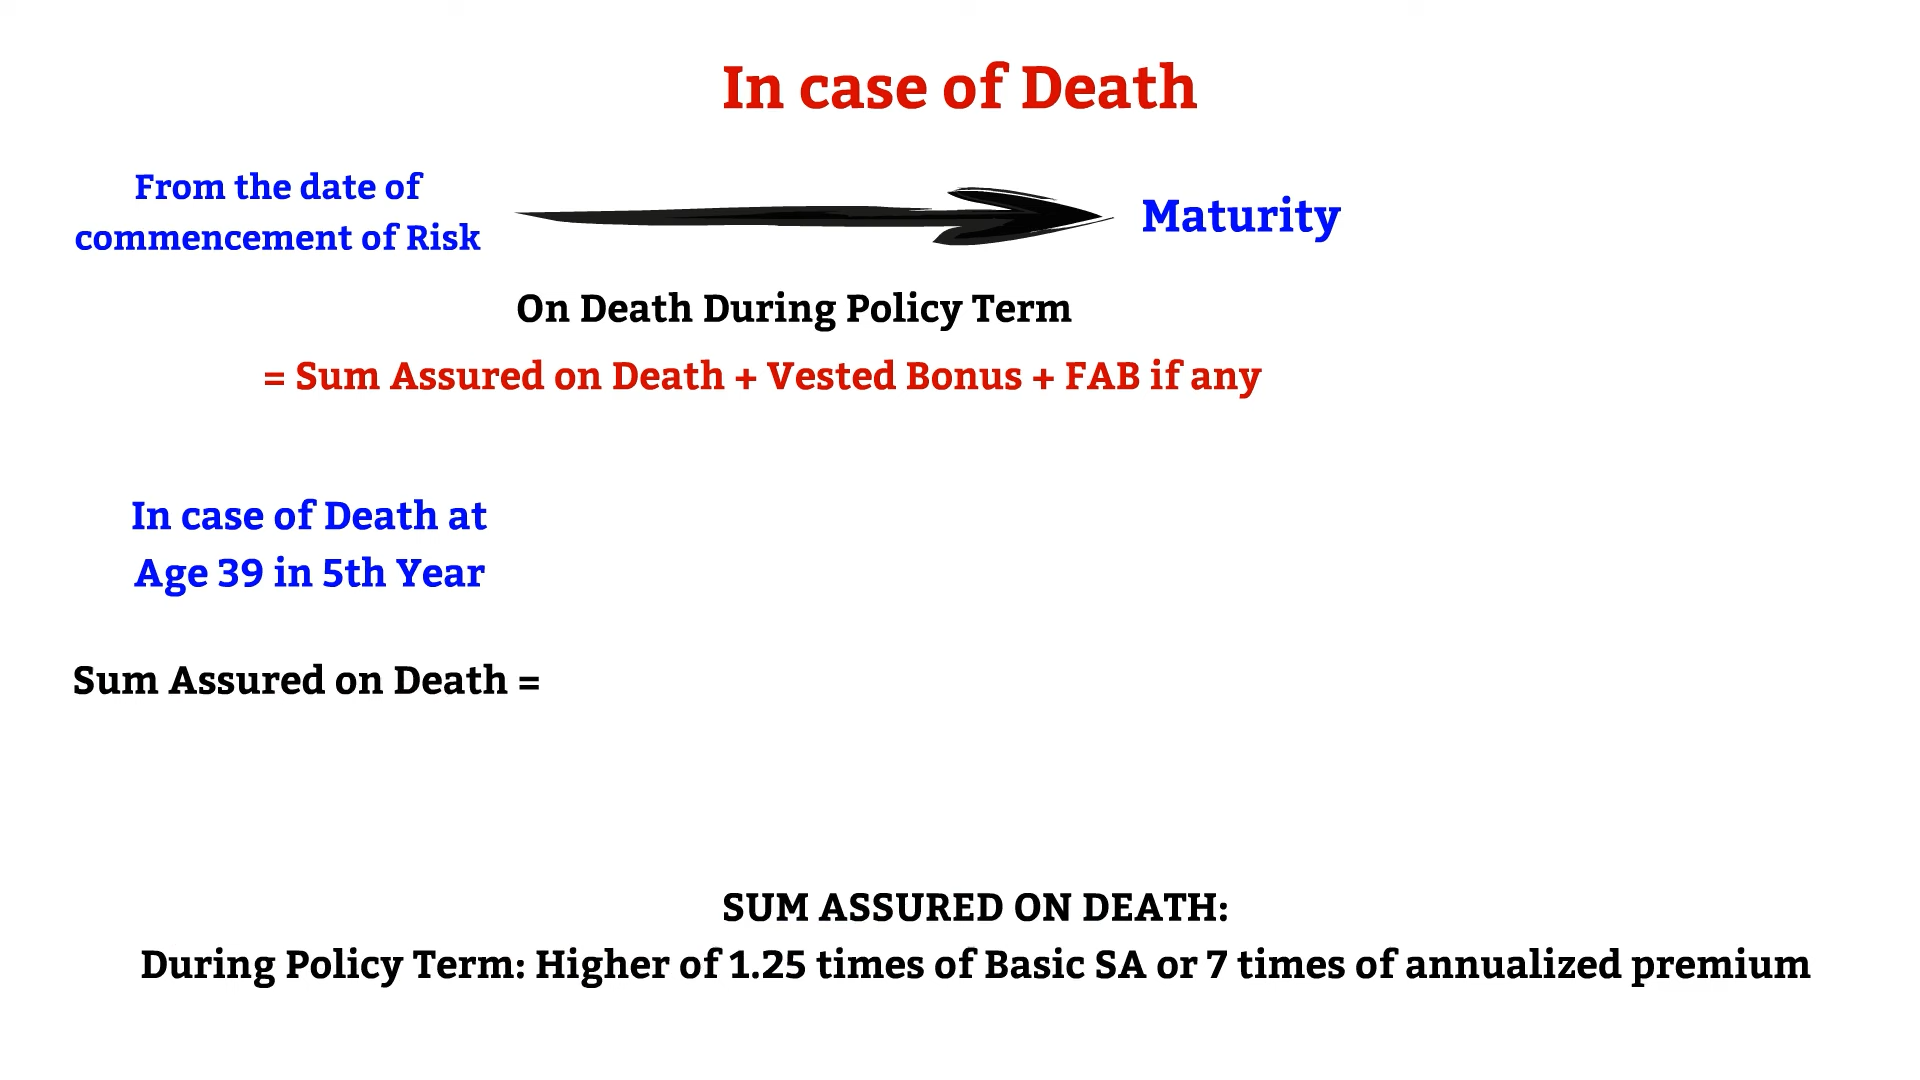 In case of Death
From the date of
commencement of Risk
Maturity
On Death During Policy Term
= Sum Assured on Death + Vested Bonus + FAB if any
In case of Death at
Age 39 in 5th Year
Sum Assured on Death =
SUM ASSURED ON DEATH:
During Policy Term: Higher of 1.25 times of Basic SA or 7 times of annualized premium